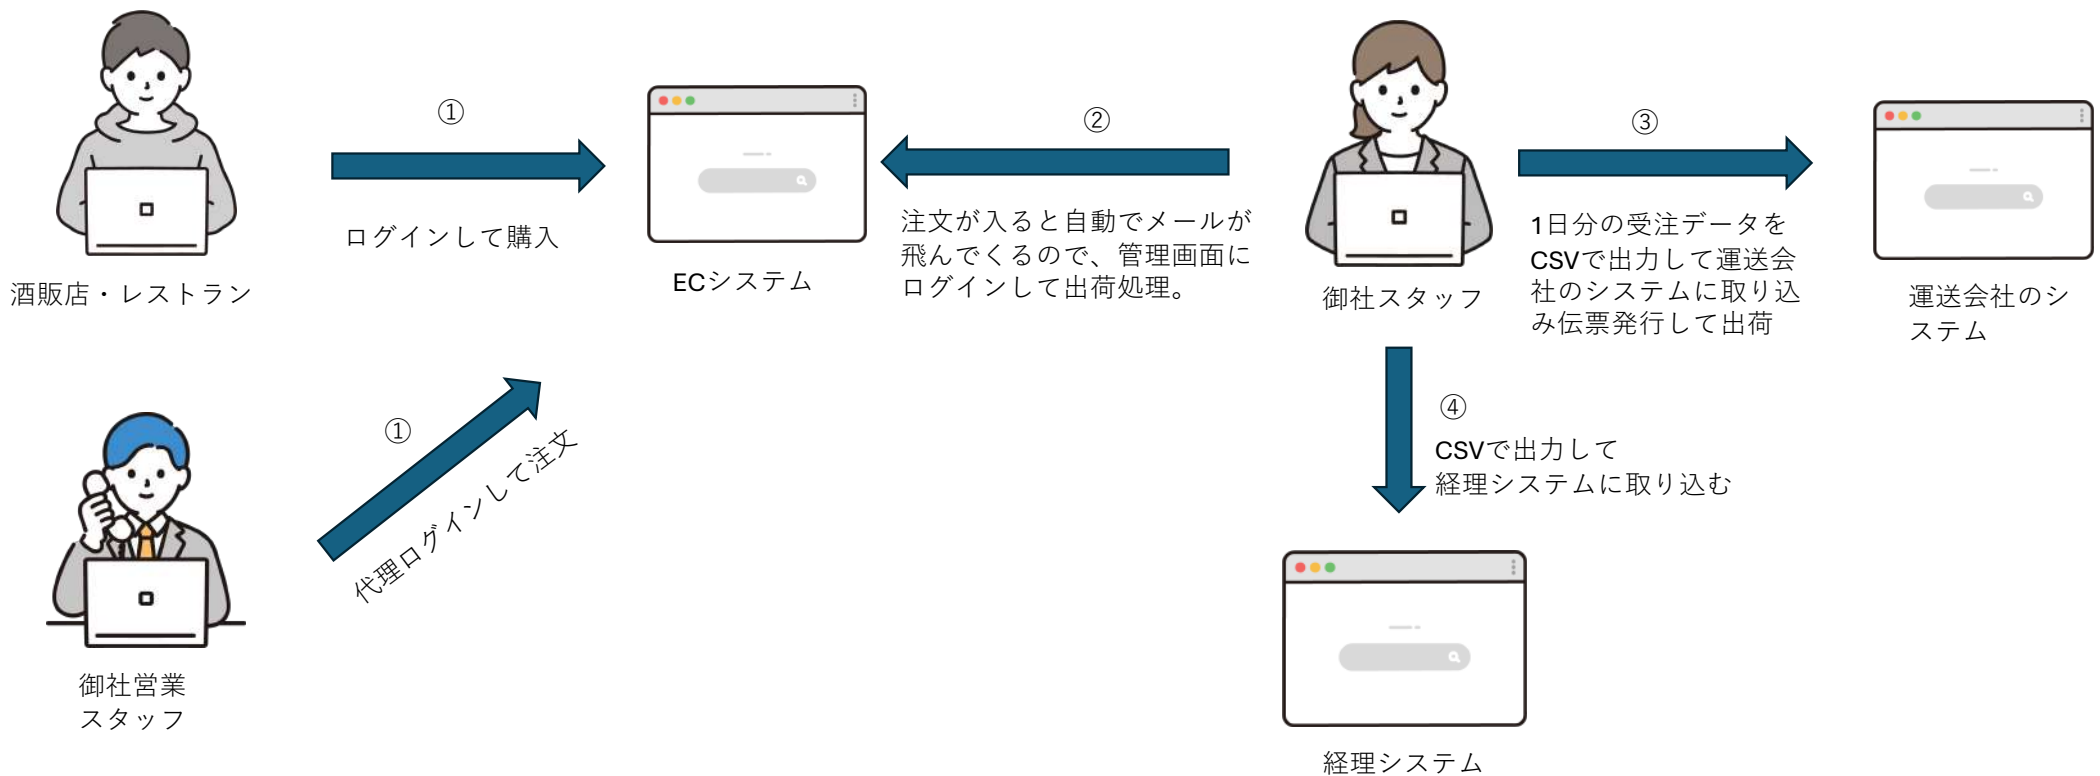 ①
ログインして購入
酒販店・レストラン
ECシステム
②
注文が入ると自動でメールが
飛んでくるので、管理画面に
ログインして出荷処理。
御社スタッフ
③
1日分の受注データを
CSVで出力して運送会
社のシステムに取り込
み伝票発行して出荷
運送会社のシ
ステム
①
代理ログインして注文
御社営業
スタッフ
④
CSVで出力して
経理システムに取り込む
経理システム